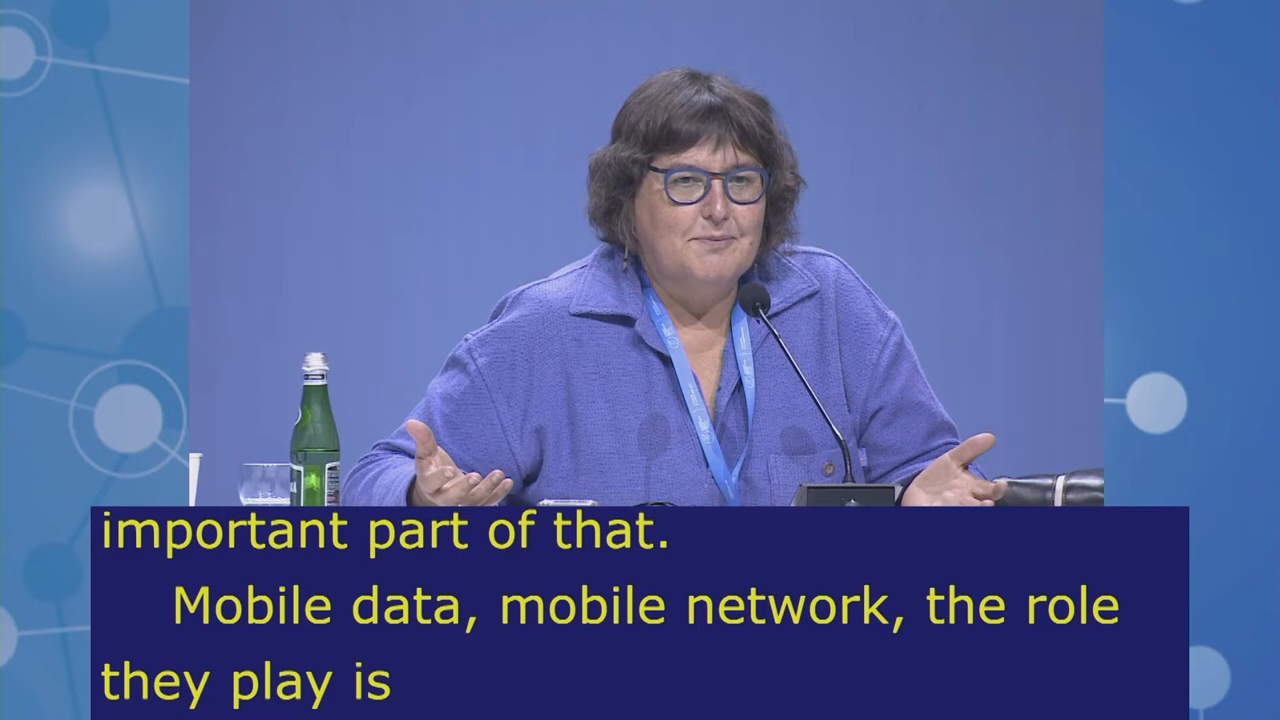 important part of that.
Mobile data, mobile network, the role
they play is